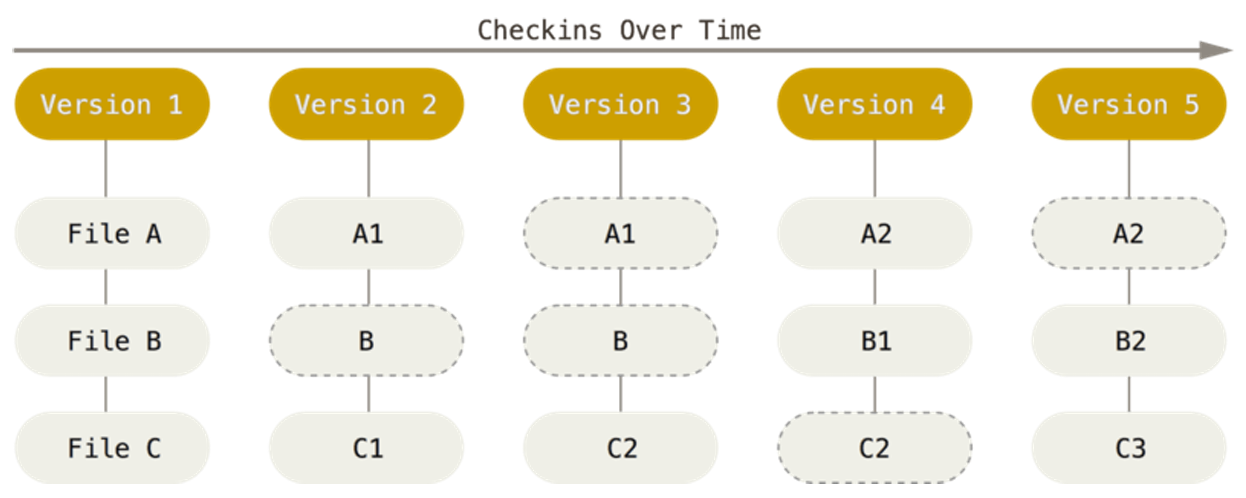 Checkins Over Time
Version 1 Version 2 Version 3 Version 4 Version 5
File A A1 A1 A2 A2
File B B B B1 B2
File C C1 C2 C2 C3